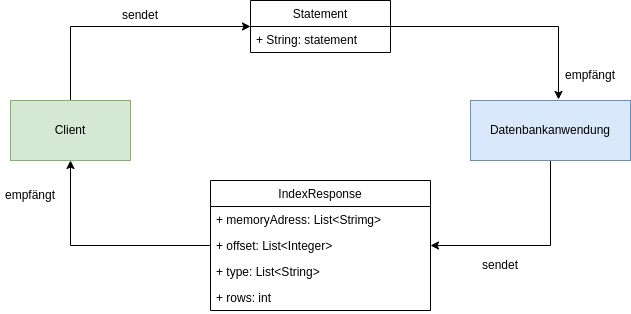 sendet
Statement
+ String: statement
empfängt
Client
Datenbankanwendung
empfängt
IndexResponse
+ memoryAdress: List<Strimg>
+ offset: List<Integer>
+ type: List<String>
+ rows: int
sendet